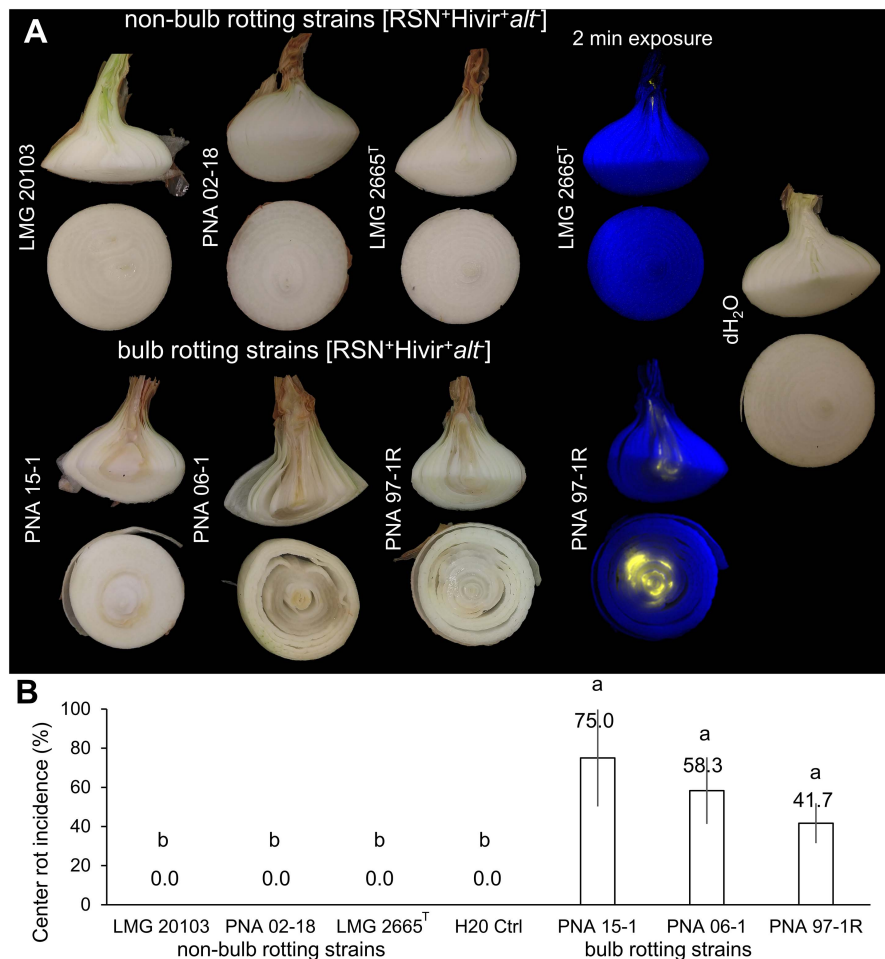 A
non-bulb rotting strains [RSN⁺Hivir⁺alt⁻]
2 min exposure
LMG 20103
PNA 02-18
LMG 2665ᵀ
LMG 2665ᵀ
dH₂O
bulb rotting strains [RSN⁺Hivir⁺alt⁻]
PNA 15-1
PNA 06-1
PNA 97-1R
PNA 97-1R
B
Center rot incidence (%)
100
80
60
40
20
0
b b b b a a a
0.0 0.0 0.0 0.0 75.0 58.3 41.7
LMG 20103 PNA 02-18 LMG 2665ᵀ H20 Ctrl PNA 15-1 PNA 06-1 PNA 97-1R
non-bulb rotting strains bulb rotting strains